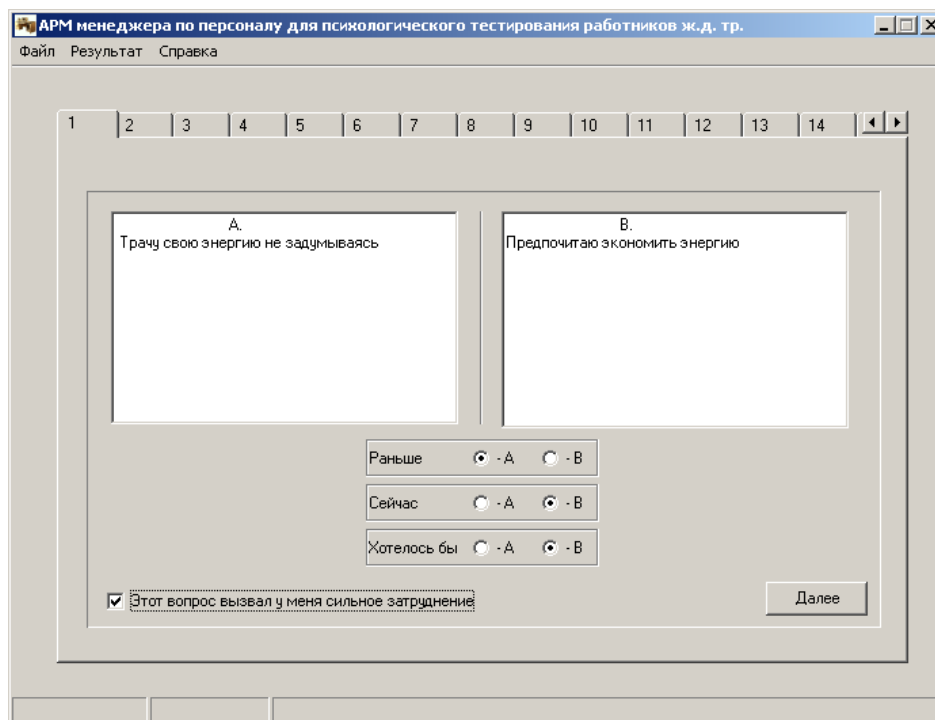 АРМ менеджера по персоналу для психологического тестирования работников ж.д. тр.
Файл Результат Справка
1 2 3 4 5 6 7 8 9 10 11 12 13 14
А.
Трачу свою энергию не задумываясь
В.
Предпочитаю экономить энергию
Раньше - А - В
Сейчас - А - В
Хотелось бы - А - В
Этот вопрос вызвал у меня сильное затруднение
Далее